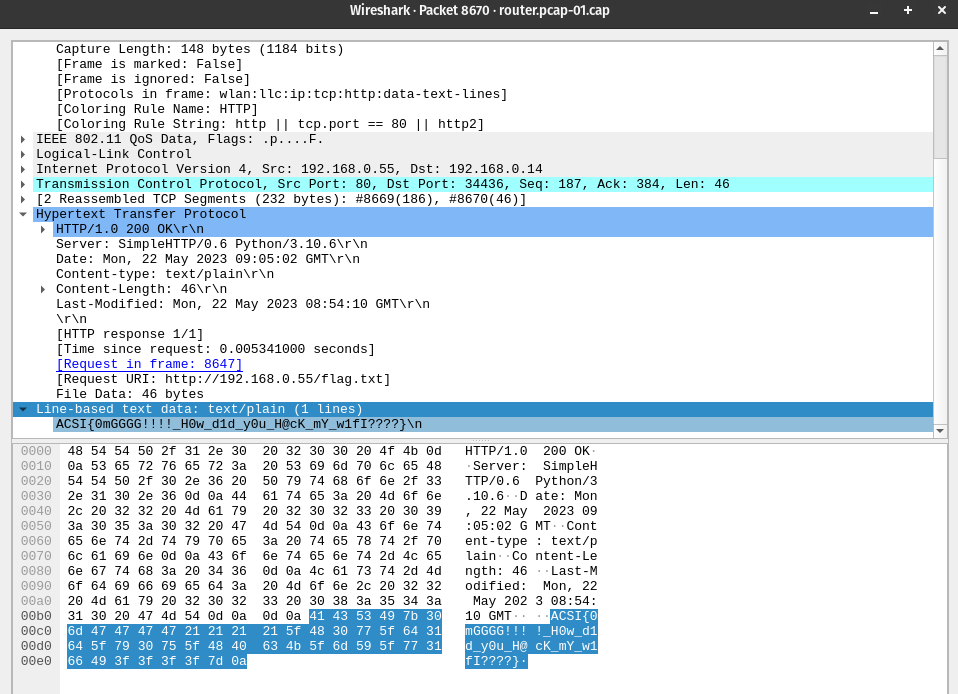 Wireshark · Packet 8670 · router.pcap-01.cap
Capture Length: 148 bytes (1184 bits)
[Frame is marked: False]
[Frame is ignored: False]
[Protocols in frame: wlan:llc:ip:tcp:http:data-text-lines]
[Coloring Rule Name: HTTP]
[Coloring Rule String: http || tcp.port == 80 || http2]
IEEE 802.11 QoS Data, Flags: .p....F.
Logical-Link Control
Internet Protocol Version 4, Src: 192.168.0.55, Dst: 192.168.0.14
Transmission Control Protocol, Src Port: 80, Dst Port: 34436, Seq: 187, Ack: 384, Len: 46
[2 Reassembled TCP Segments (232 bytes): #8669(186), #8670(46)]
Hypertext Transfer Protocol
HTTP/1.0 200 OK\r\n
Server: SimpleHTTP/0.6 Python/3.10.6\r\n
Date: Mon, 22 May 2023 09:05:02 GMT\r\n
Content-type: text/plain\r\n
Content-Length: 46\r\n
Last-Modified: Mon, 22 May 2023 08:54:10 GMT\r\n
\r\n
[HTTP response 1/1]
[Time since request: 0.005341000 seconds]
[Request in frame: 8647]
[Request URI: http://192.168.0.55/flag.txt]
File Data: 46 bytes
Line-based text data: text/plain (1 lines)
ACSI{0mGGGG!!!!_H0w_d1d_y0u_H@cK_mY_w1fI????}\n
0000 48 54 54 50 2f 31 2e 30 20 32 30 30 20 4f 4b 0d HTTP/1.0 200 OK·
0010 0a 53 65 72 76 65 72 3a 20 53 69 6d 70 6c 65 48 ·Server: SimpleH
0020 54 54 50 2f 30 2e 36 20 50 79 74 68 6f 6e 2f 33 TTP/0.6 Python/3
0030 2e 31 30 2e 36 0d 0a 44 61 74 65 3a 20 4d 6f 6e .10.6··D ate: Mon
0040 2c 20 32 32 20 4d 61 79 20 32 30 32 33 20 30 39 , 22 May 2023 09
0050 3a 30 35 3a 30 32 20 47 4d 54 0d 0a 43 6f 6e 74 :05:02 G MT··Cont
0060 65 6e 74 2d 74 79 70 65 3a 20 74 65 78 74 2f 70 ent-type : text/p
0070 6c 61 69 6e 0d 0a 43 6f 6e 74 65 6e 74 2d 4c 65 lain··Co ntent-Le
0080 6e 67 74 68 3a 20 34 36 0d 0a 4c 61 73 74 2d 4d ngth: 46 ··Last-M
0090 6f 64 69 66 69 65 64 3a 20 4d 6f 6e 2c 20 32 32 odified: Mon, 22
00a0 20 4d 61 79 20 32 30 32 33 20 30 38 3a 35 34 3a May 202 3 08:54:
00b0 31 30 20 47 4d 54 0d 0a 0d 0a 41 43 53 49 7b 30 10 GMT·· ··ACSI{0
00c0 6d 47 47 47 47 21 21 21 21 5f 48 30 77 5f 64 31 mGGGG!!! !_H0w_d1
00d0 64 5f 79 30 75 5f 48 40 63 4b 5f 6d 59 5f 77 31 d_y0u_H@ cK_mY_w1
00e0 66 49 3f 3f 3f 3f 7d 0a fI????}·